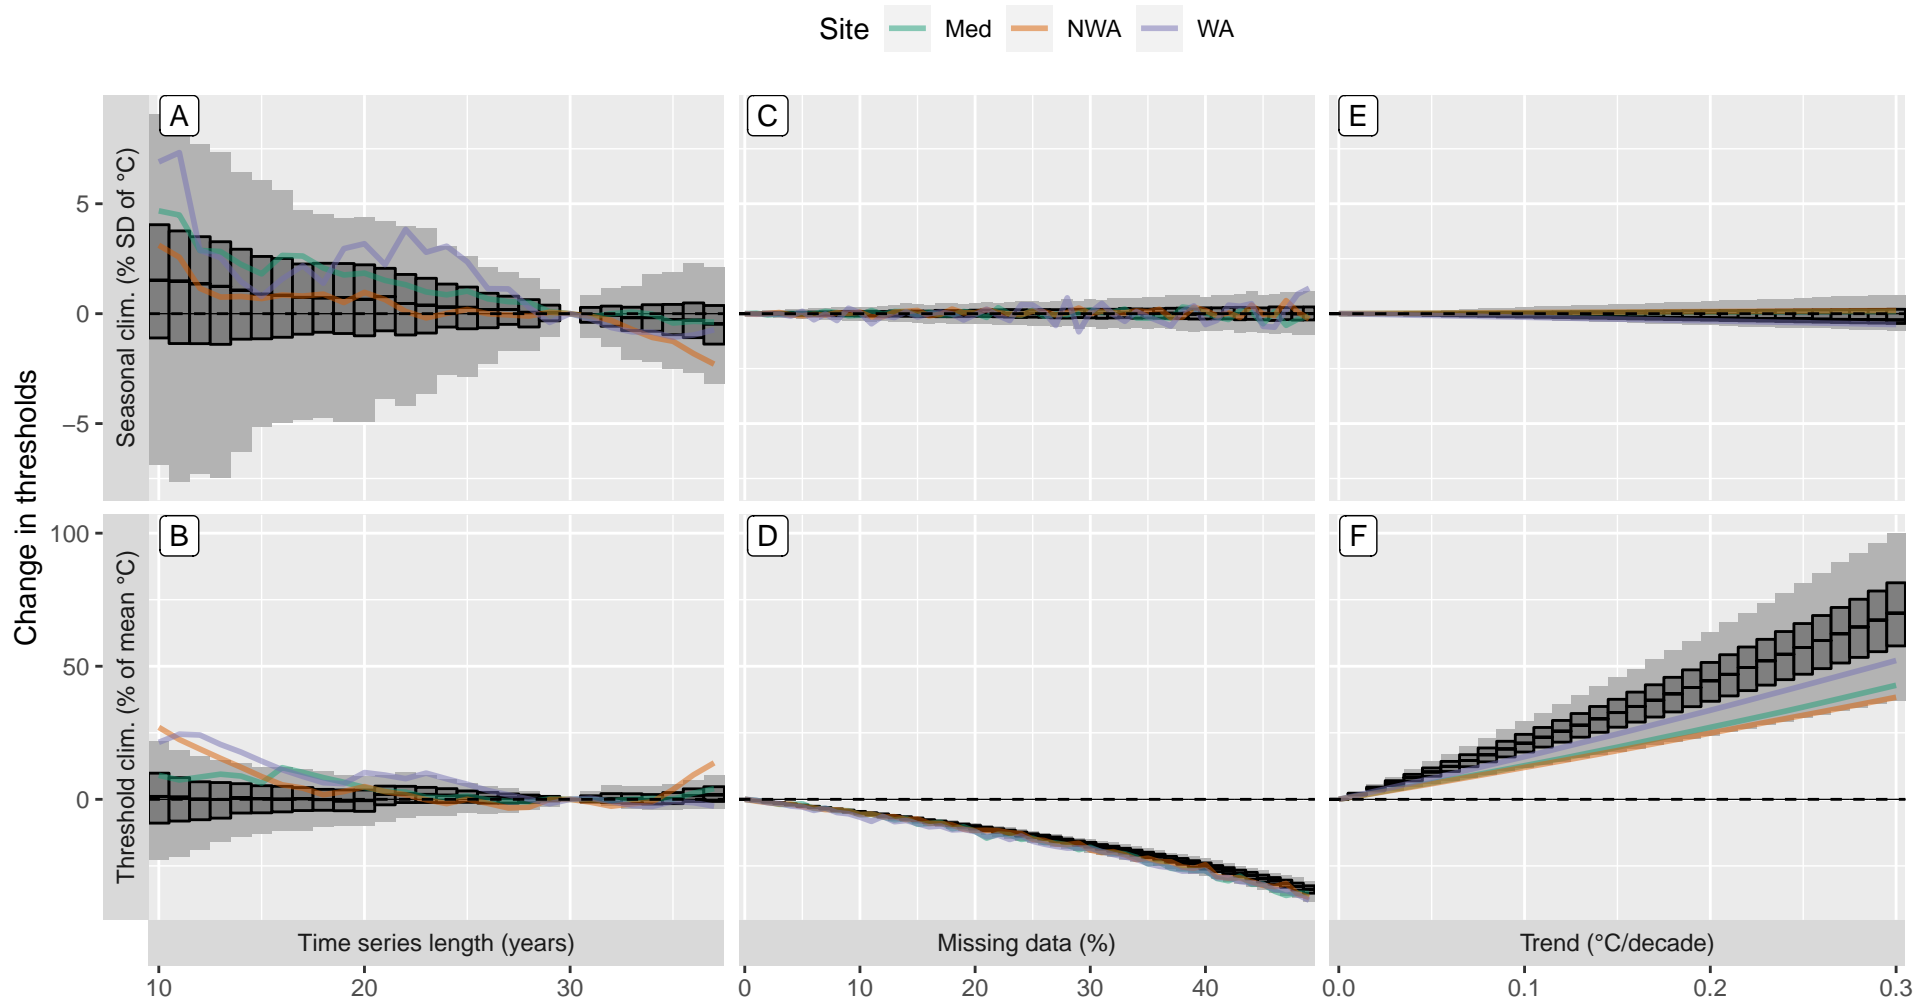 Site Med NWA WA
Change in thresholds
Seasonal clim. (% SD of °C)
Threshold clim. (% of mean °C)
A
C
E
5
0
−5
B
D
F
100
50
0
Time series length (years)
Missing data (%)
Trend (°C/decade)
10 20 30
0 10 20 30 40
0.0 0.1 0.2 0.3